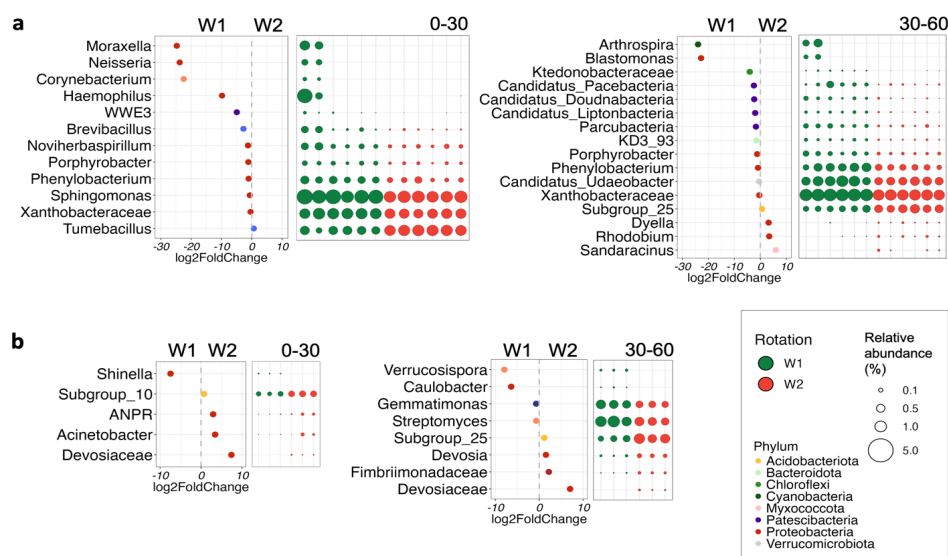 a
W1 W2 0-30
Moraxella
Neisseria
Corynebacterium
Haemophilus
WWE3
Brevibacillus
Noviherbaspirillum
Porphyrobacter
Phenylobacterium
Sphingomonas
Xanthobacteraceae
Tumebacillus
-30 -20 -10 0 10
log2FoldChange
W1 W2 30-60
Arthrospira
Blastomonas
Ktedonobacteraceae
Candidatus_Pacebacteria
Candidatus_Doudnabacteria
Candidatus_Liptonbacteria
Parcubacteria
KD3_93
Porphyrobacter
Phenylobacterium
Candidatus_Udaeobacter
Xanthobacteraceae
Subgroup_25
Dyella
Rhodobium
Sandaracinus
-30 -20 -10 0 10
log2FoldChange
b
W1 W2 0-30
Shinella
Subgroup_10
ANPR
Acinetobacter
Devosiaceae
-10 0 10
log2FoldChange
W1 W2 30-60
Verrucosispora
Caulobacter
Gemmatimonas
Streptomyces
Subgroup_25
Devosia
Fimbriimonadaceae
Devosiaceae
-10 0 10
log2FoldChange
Rotation
W1
W2
Relative
abundance
(%)
0.1
0.5
1.0
5.0
Phylum
Acidobacteriota
Bacteroidota
Chloroflexi
Cyanobacteria
Myxococcota
Patescibacteria
Proteobacteria
Verrucomicrobiota